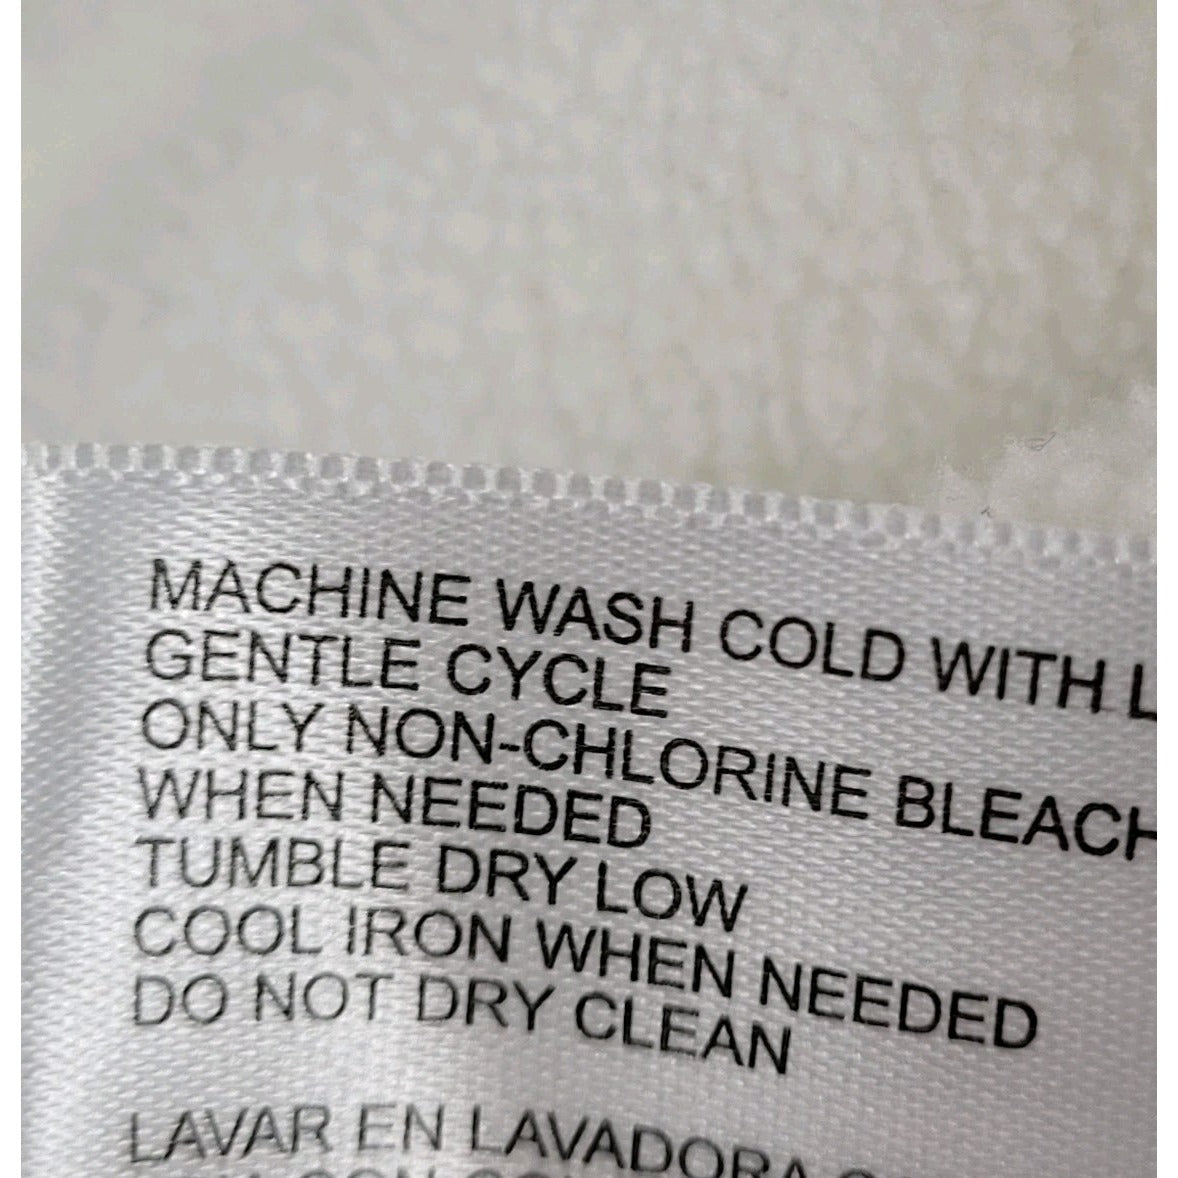 MACHINE WASH COLD WITH L
GENTLE CYCLE
ONLY NON-CHLORINE BLEACH
WHEN NEEDED
TUMBLE DRY LOW
COOL IRON WHEN NEEDED
DO NOT DRY CLEAN
LAVAR EN LAVADORA